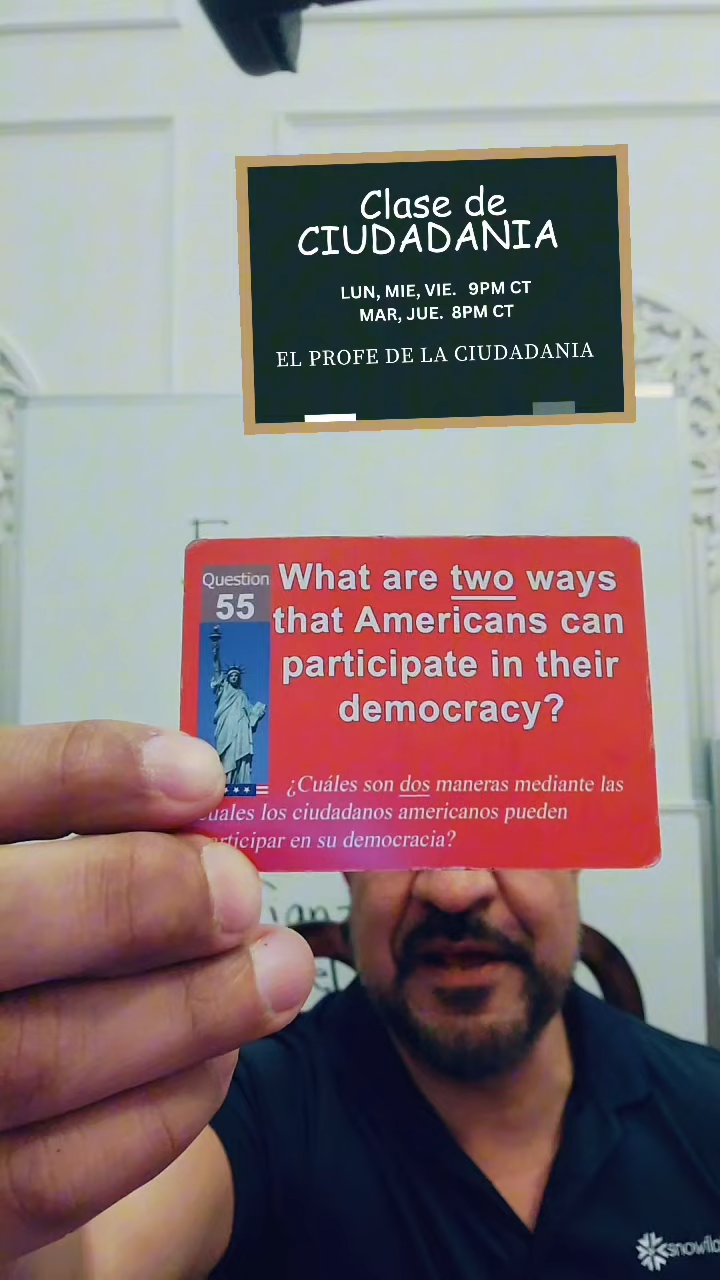 Clase de
CIUDADANIA
LUN, MIE, VIE. 9PM CT
MAR, JUE. 8PM CT
EL PROFE DE LA CIUDADANIA
Question
55
What are two ways
that Americans can
participate in their
democracy?
¿Cuáles son dos maneras mediante las
los ciudadanos americanos pueden
en su democracia?